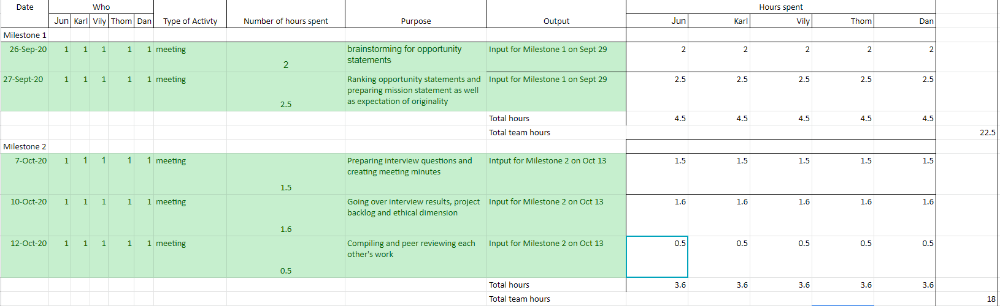 Date Who Hours spent
Jun Karl Vily Thom Dan Type of Activty Number of hours spent Purpose Output Jun Karl Vily Thom Dan
Milestone 1
26-Sep-20 1 1 1 1 1 meeting 2 brainstorming for opportunity Input for Milestone 1 on Sept 29 2 2 2 2 2
statements
27-Sept-20 1 1 1 1 1 meeting 2.5 Ranking opportunity statements and Input for Milestone 1 on Sept 29 2.5 2.5 2.5 2.5 2.5
preparing mission statement as well
as expectation of originality
Total hours 4.5 4.5 4.5 4.5 4.5
Total team hours 22.5
Milestone 2
7-Oct-20 1 1 1 1 1 meeting 1.5 Preparing interview questions and Intput for Milestone 2 on Oct 13 1.5 1.5 1.5 1.5 1.5
creating meeting minutes
10-Oct-20 1 1 1 1 1 meeting 1.6 Going over interview results, project Input for Milestone 2 on Oct 13 1.6 1.6 1.6 1.6 1.6
backlog and ethical dimension
12-Oct-20 1 1 1 1 1 meeting 0.5 Compiling and peer reviewing each Input for Milestone 2 on Oct 13 0.5 0.5 0.5 0.5 0.5
other's work
Total hours 3.6 3.6 3.6 3.6 3.6
Total team hours 18